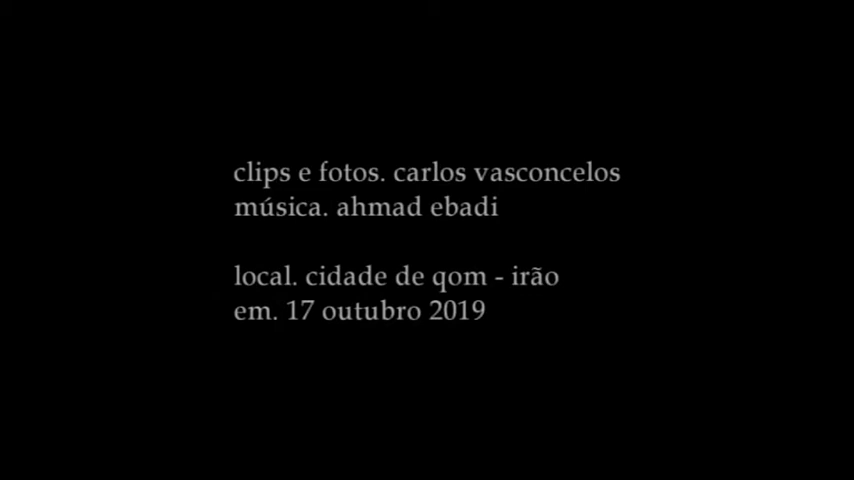 clips e fotos. carlos vasconcelos
música. ahmad ebadi
local. cidade de qom - irão
em. 17 outubro 2019